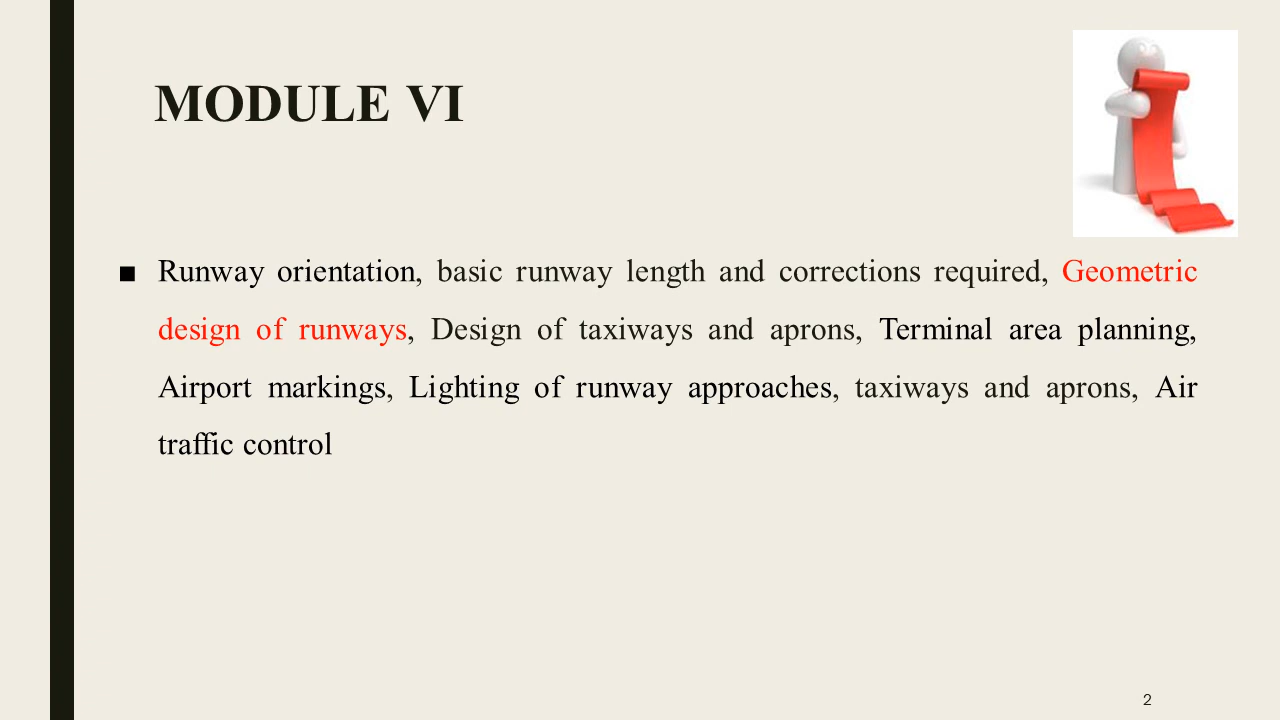 MODULE VI
■ Runway orientation, basic runway length and corrections required, Geometric
design of runways, Design of taxiways and aprons, Terminal area planning,
Airport markings, Lighting of runway approaches, taxiways and aprons, Air
traffic control
2